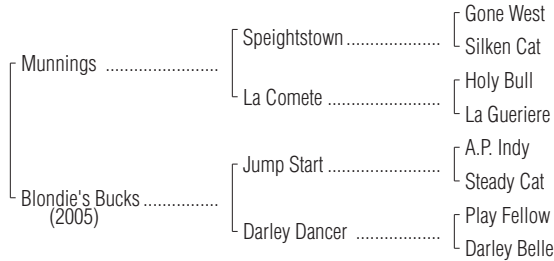 Gone West
Speightstown
Silken Cat
Munnings
Holy Bull
La Comete
La Gueriere
A.P. Indy
Jump Start
Steady Cat
Blondie's Bucks
(2005)
Play Fellow
Darley Dancer
Darley Belle